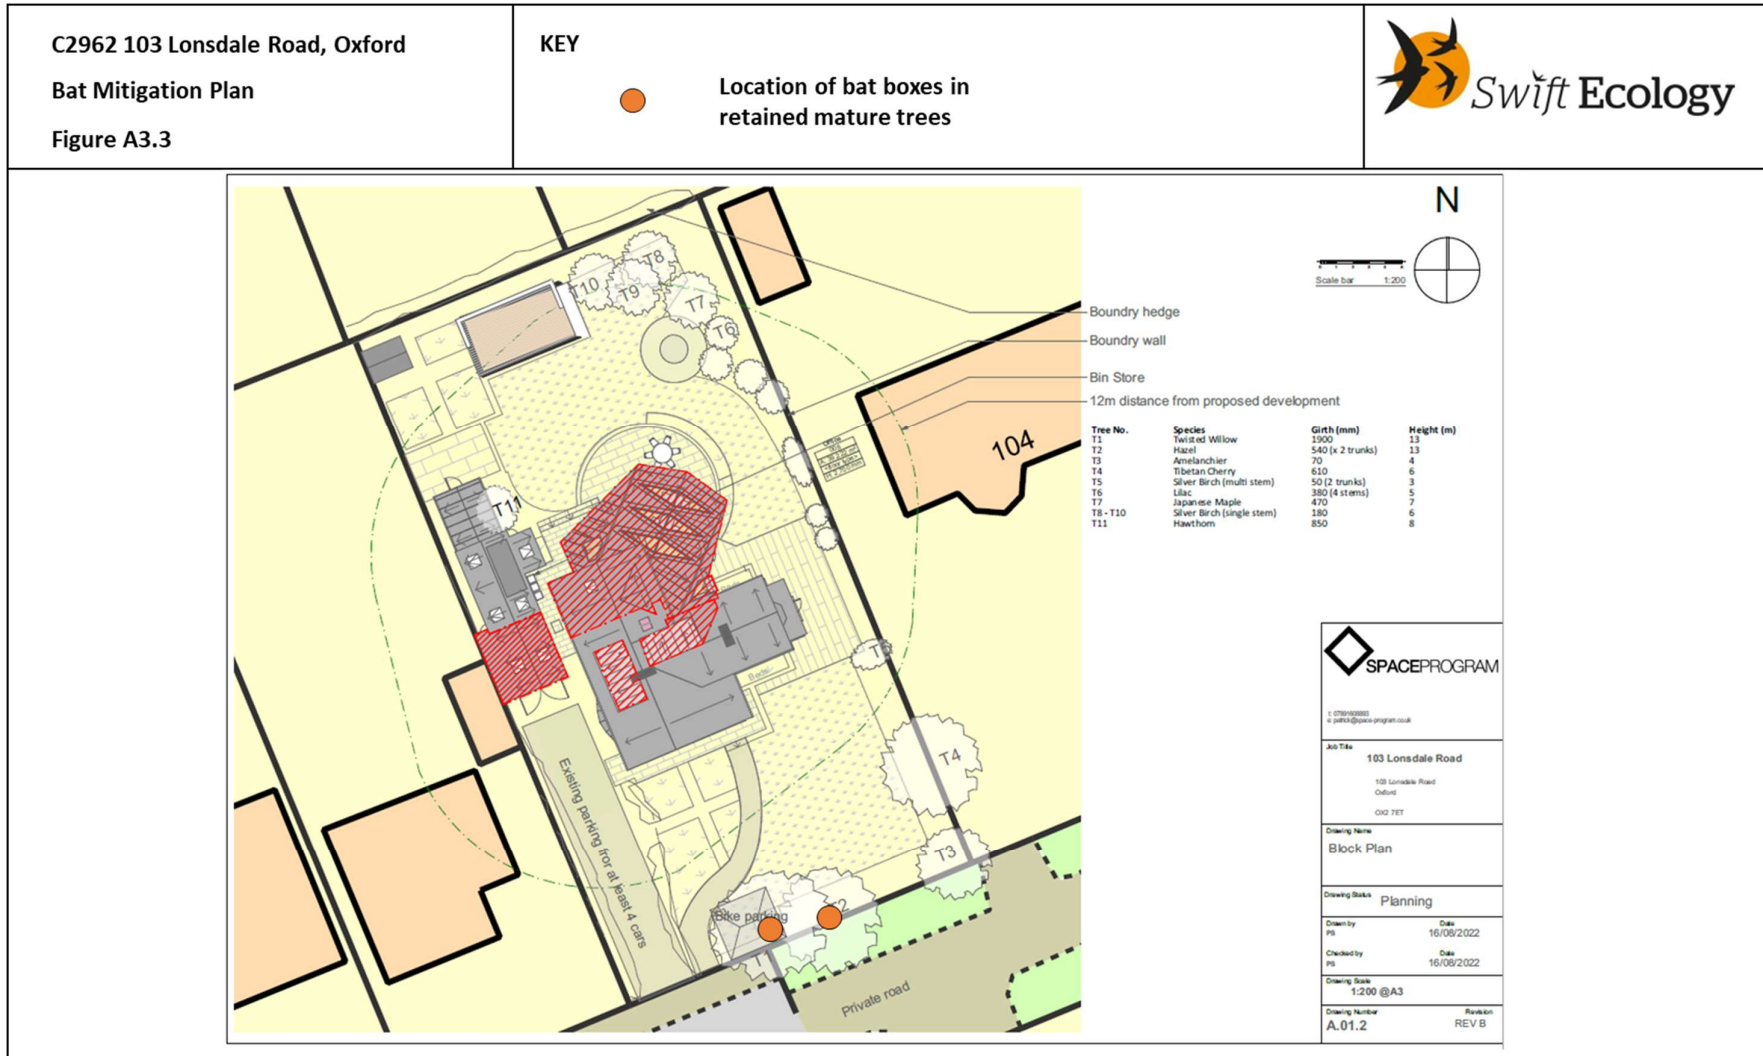 C2962 103 Lonsdale Road, Oxford
Bat Mitigation Plan
Figure A3.3
KEY
Location of bat boxes in
retained mature trees
Swift Ecology
N
Scale bar 1:200
Boundry hedge
Boundry wall
Bin Store
12m distance from proposed development
Tree No. Species Girth (mm) Height (m)
T1 Twisted Willow 1900 13
T2 Hazel 540 (x 2 trunks) 13
T3 Amelanchier 70 4
T4 Tibetan Cherry 610 6
T5 Silver Birch (multi stem) 50 (2 trunks) 3
T6 Lilac 380 (4 stems) 5
T7 Japanese Maple 470 7
T8 - T10 Silver Birch (single stem) 180 6
T11 Hawthorn 850 8
T8
T10
T9
T7
T6
104
T11
T4
T3
Existing parking fror at least 4 cars
Bike parking
Private road
SPACEPROGRAM
Job Title
103 Lonsdale Road
103 Lonsdale Road
Oxford
OX2 7ET
Drawing Name
Block Plan
Drawing Status Planning
Drawn by Date
PS 16/08/2022
Checked by Date
PS 16/08/2022
Drawing Scale
1:200 @A3
Drawing Number Revision
A.01.2 REV B